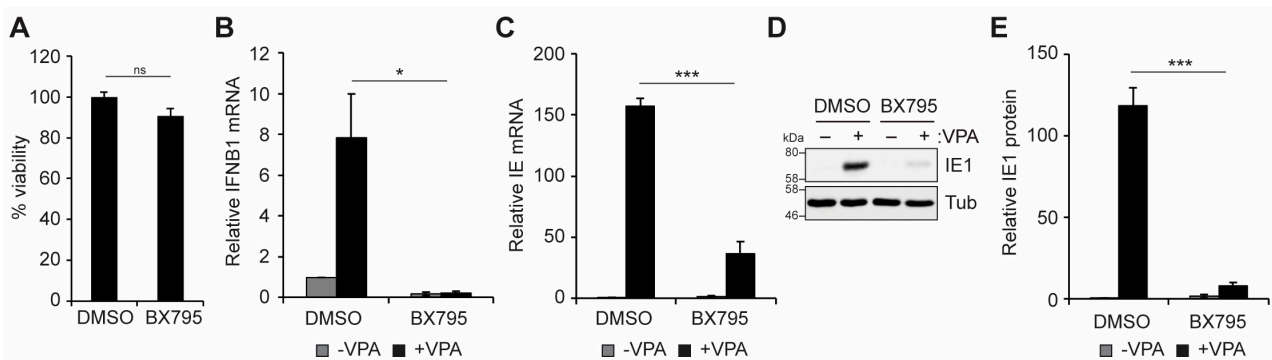 A
% viability
120
100
80
60
40
20
0
ns
DMSO BX795
B
Relative IFNB1 mRNA
12
10
8
6
4
2
0
*
DMSO BX795
-VPA +VPA
C
Relative IE mRNA
200
150
100
50
0
***
DMSO BX795
-VPA +VPA
D
DMSO BX795
kDa – + – + :VPA
80
IE1
58
58
Tub
46
E
Relative IE1 protein
150
100
50
0
***
DMSO BX795
-VPA +VPA